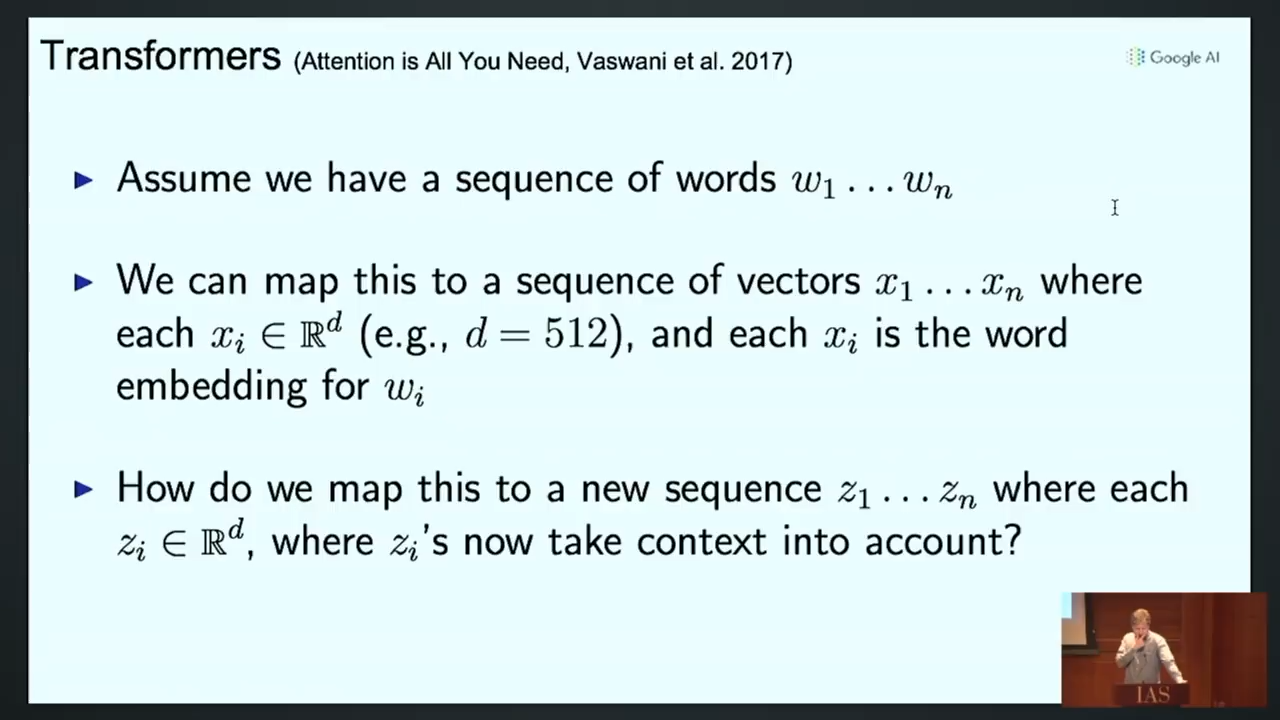 Transformers (Attention is All You Need, Vaswani et al. 2017)
Google AI
▶ Assume we have a sequence of words w₁ … wₙ
▶ We can map this to a sequence of vectors x₁ … xₙ where
each xᵢ ∈ ℝᵈ (e.g., d = 512), and each xᵢ is the word
embedding for wᵢ
▶ How do we map this to a new sequence z₁ … zₙ where each
zᵢ ∈ ℝᵈ, where zᵢ's now take context into account?
IAS